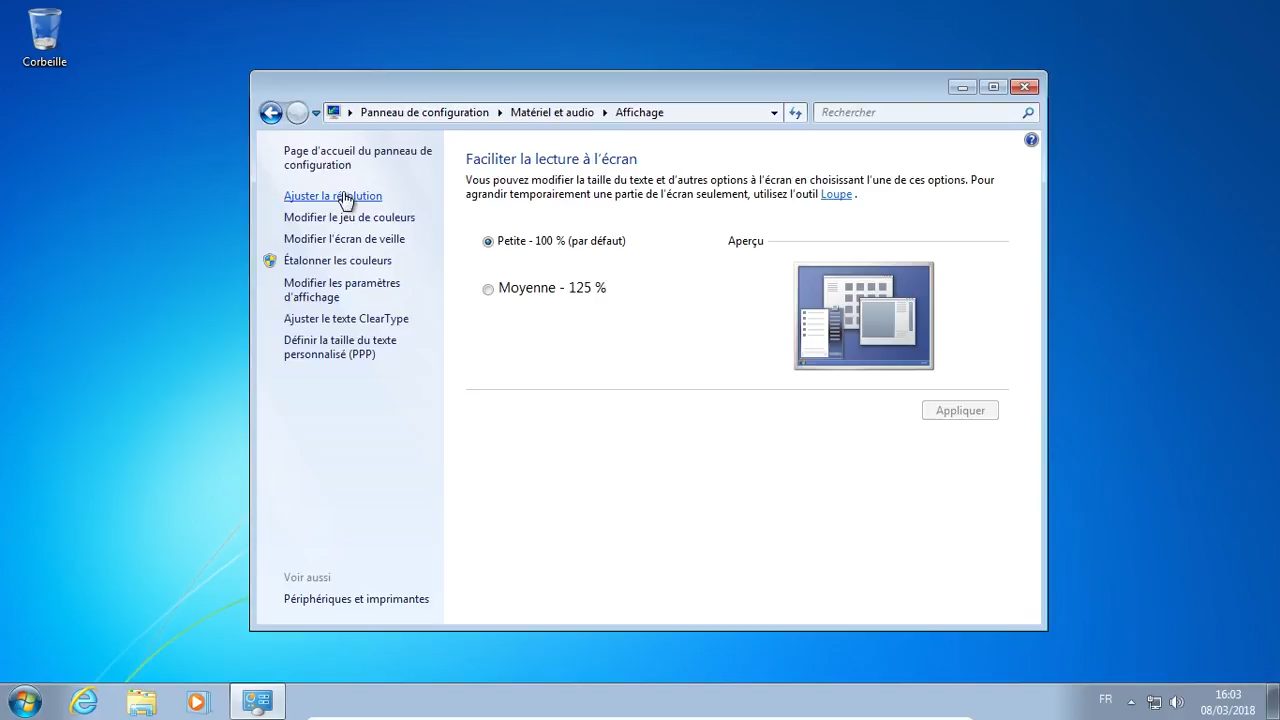 Corbeille
Panneau de configuration
Matériel et audio
Affichage
Rechercher
Page d'accueil du panneau de
configuration
Ajuster la résolution
Modifier le jeu de couleurs
Modifier l'écran de veille
Étalonner les couleurs
Modifier les paramètres
d'affichage
Ajuster le texte ClearType
Définir la taille du texte
personnalisé (PPP)
Voir aussi
Périphériques et imprimantes
Faciliter la lecture à l'écran
Vous pouvez modifier la taille du texte et d'autres options à l'écran en choisissant l'une de ces options. Pour
agrandir temporairement une partie de l'écran seulement, utilisez l'outil Loupe .
Petite - 100 % (par défaut)
Aperçu
Moyenne - 125 %
Appliquer
FR
16:03
08/03/2018